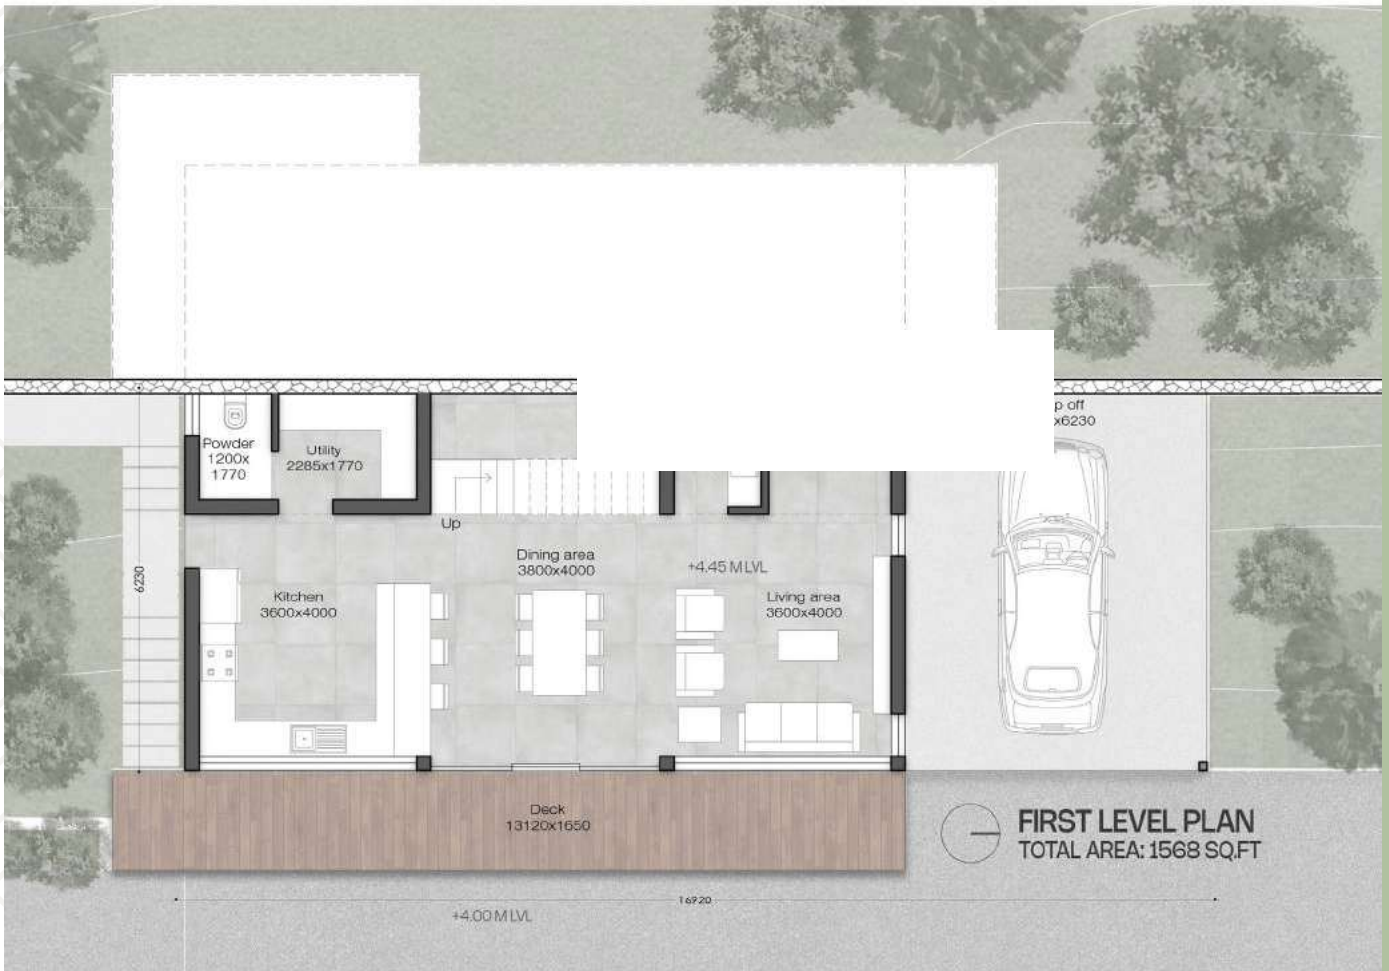 p off
x6230
Powder
1200x
1770
Utility
2285x1770
Up
Dining area
3800x4000
+4.45 M LVL
6230
Kitchen
3600x4000
Living area
3600x4000
Deck
13120x1650
FIRST LEVEL PLAN
TOTAL AREA: 1568 SQ.FT
16920
+4.00 M LVL